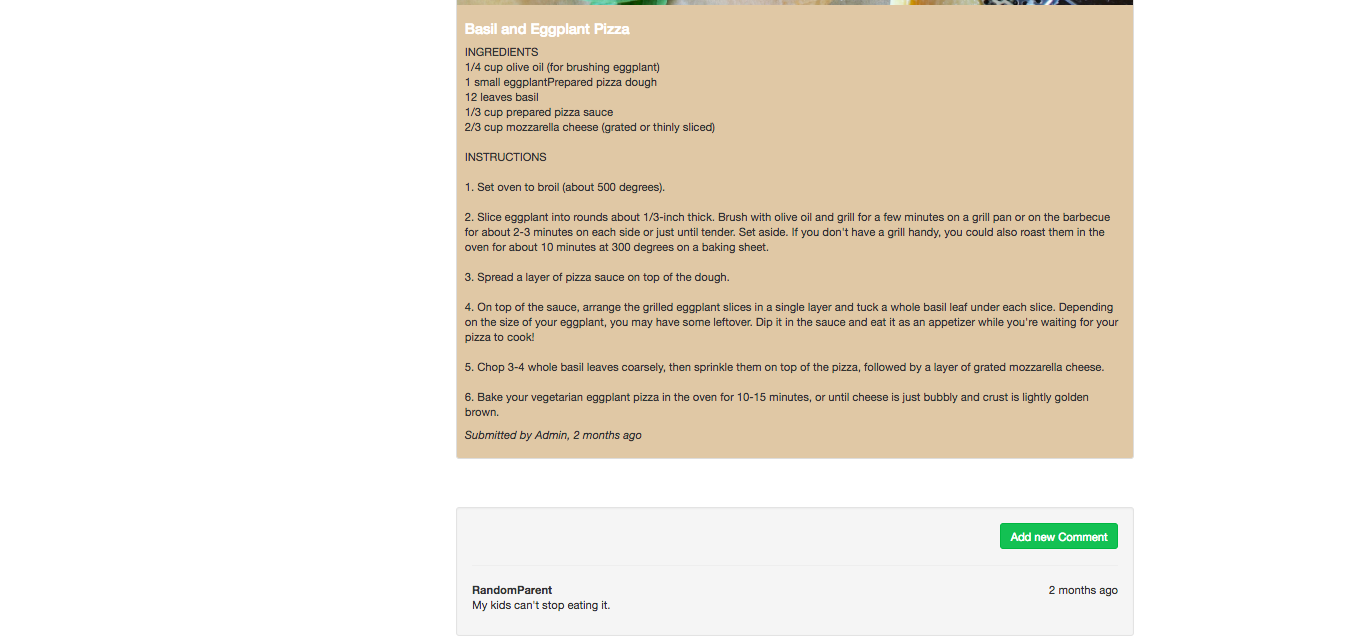 Basil and Eggplant Pizza
INGREDIENTS
1/4 cup olive oil (for brushing eggplant)
1 small eggplantPrepared pizza dough
12 leaves basil
1/3 cup prepared pizza sauce
2/3 cup mozzarella cheese (grated or thinly sliced)
INSTRUCTIONS
1. Set oven to broil (about 500 degrees).
2. Slice eggplant into rounds about 1/3-inch thick. Brush with olive oil and grill for a few minutes on a grill pan or on the barbecue
for about 2-3 minutes on each side or just until tender. Set aside. If you don't have a grill handy, you could also roast them in the
oven for about 10 minutes at 300 degrees on a baking sheet.
3. Spread a layer of pizza sauce on top of the dough.
4. On top of the sauce, arrange the grilled eggplant slices in a single layer and tuck a whole basil leaf under each slice. Depending
on the size of your eggplant, you may have some leftover. Dip it in the sauce and eat it as an appetizer while you're waiting for your
pizza to cook!
5. Chop 3-4 whole basil leaves coarsely, then sprinkle them on top of the pizza, followed by a layer of grated mozzarella cheese.
6. Bake your vegetarian eggplant pizza in the oven for 10-15 minutes, or until cheese is just bubbly and crust is lightly golden
brown.
Submitted by Admin, 2 months ago
Add new Comment
RandomParent 2 months ago
My kids can't stop eating it.